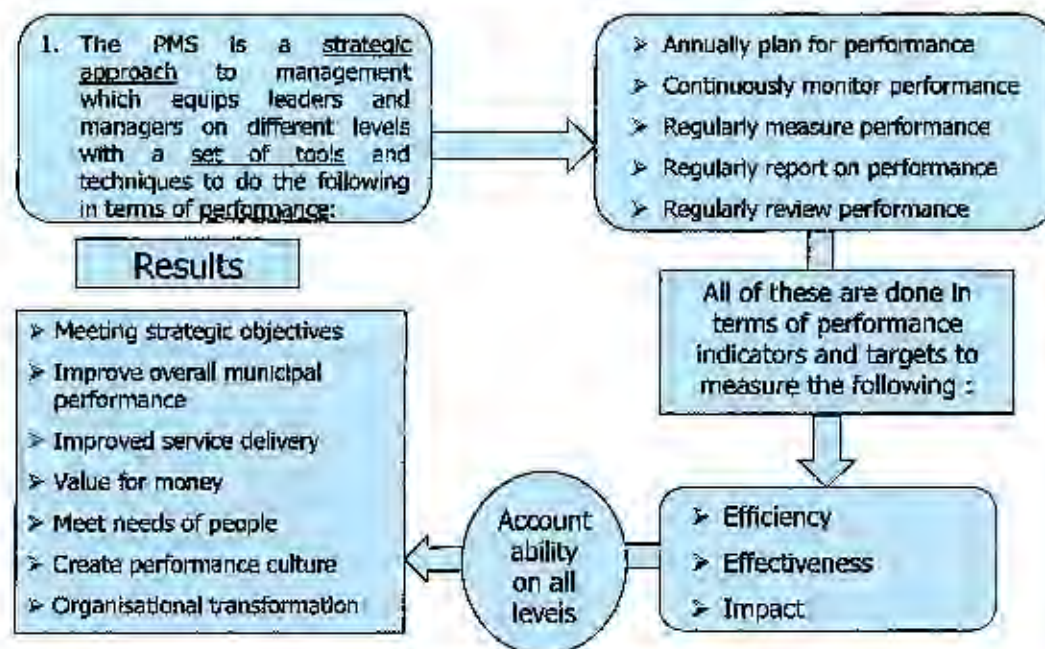 1. The PMS is a strategic
approach to management
which equips leaders and
managers on different levels
with a set of tools and
techniques to do the following
in terms of performance:
➢ Annually plan for performance
➢ Continuously monitor performance
➢ Regularly measure performance
➢ Regularly report on performance
➢ Regularly review performance
All of these are done in
terms of performance
indicators and targets to
measure the following :
➢ Efficiency
➢ Effectiveness
➢ Impact
Account
ability
on all
levels
Results
➢ Meeting strategic objectives
➢ Improve overall municipal
performance
➢ Improved service delivery
➢ Value for money
➢ Meet needs of people
➢ Create performance culture
➢ Organisational transformation